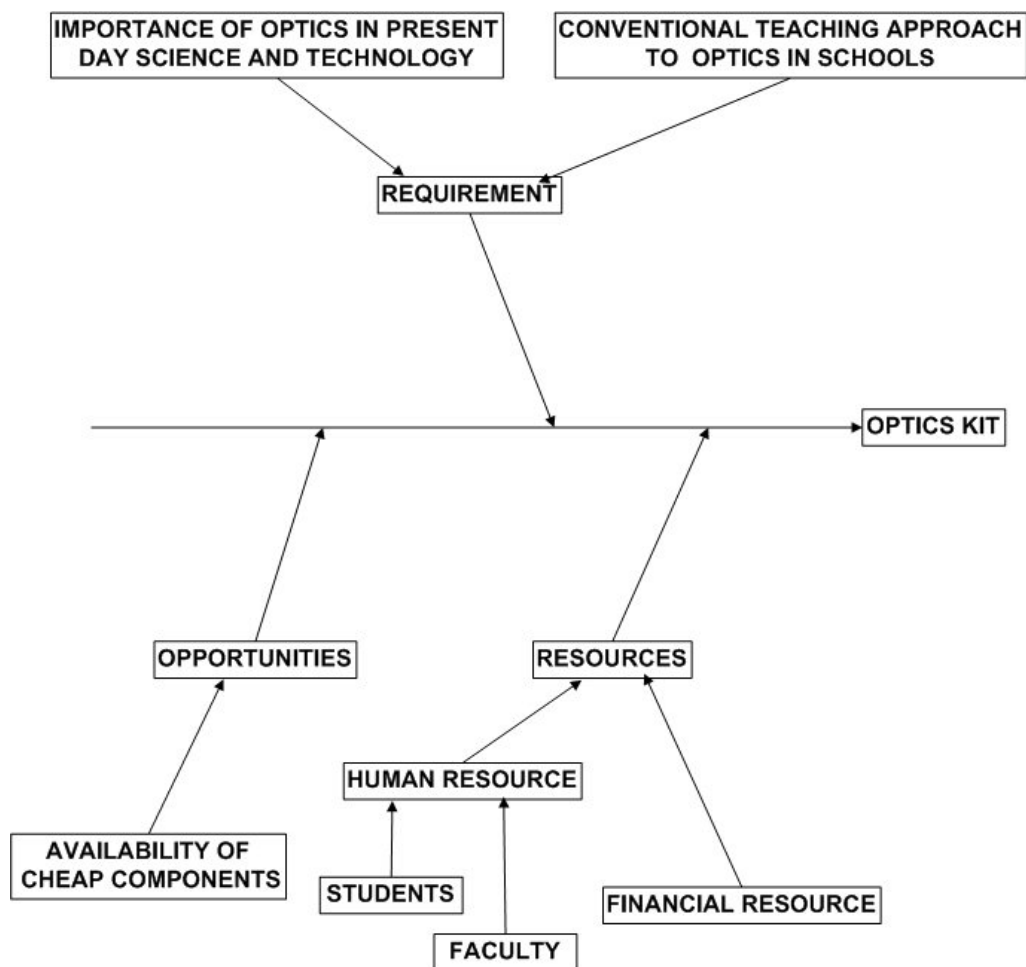 IMPORTANCE OF OPTICS IN PRESENT
DAY SCIENCE AND TECHNOLOGY
CONVENTIONAL TEACHING APPROACH
TO OPTICS IN SCHOOLS
REQUIREMENT
OPTICS KIT
OPPORTUNITIES
RESOURCES
HUMAN RESOURCE
AVAILABILITY OF
CHEAP COMPONENTS
STUDENTS
FINANCIAL RESOURCE
FACULTY